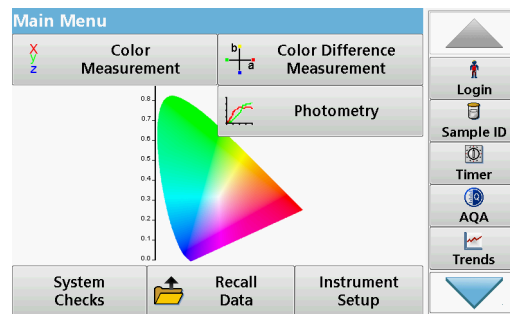 Main Menu
X
y
z
Color
Measurement
b
a
Color Difference
Measurement
Photometry
0.8
0.7
0.6
0.5
0.4
0.3
0.2
0.1
0.0
System
Checks
Recall
Data
Instrument
Setup
Login
Sample ID
Timer
AQA
Trends